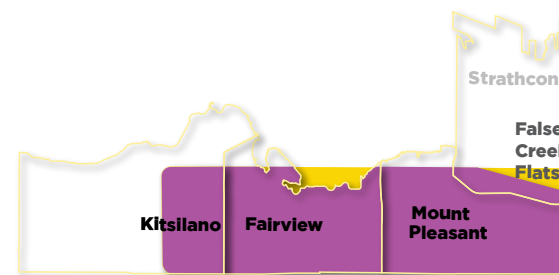 Strathcon
False
Creek
Flats
Kitsilano
Fairview
Mount
Pleasant